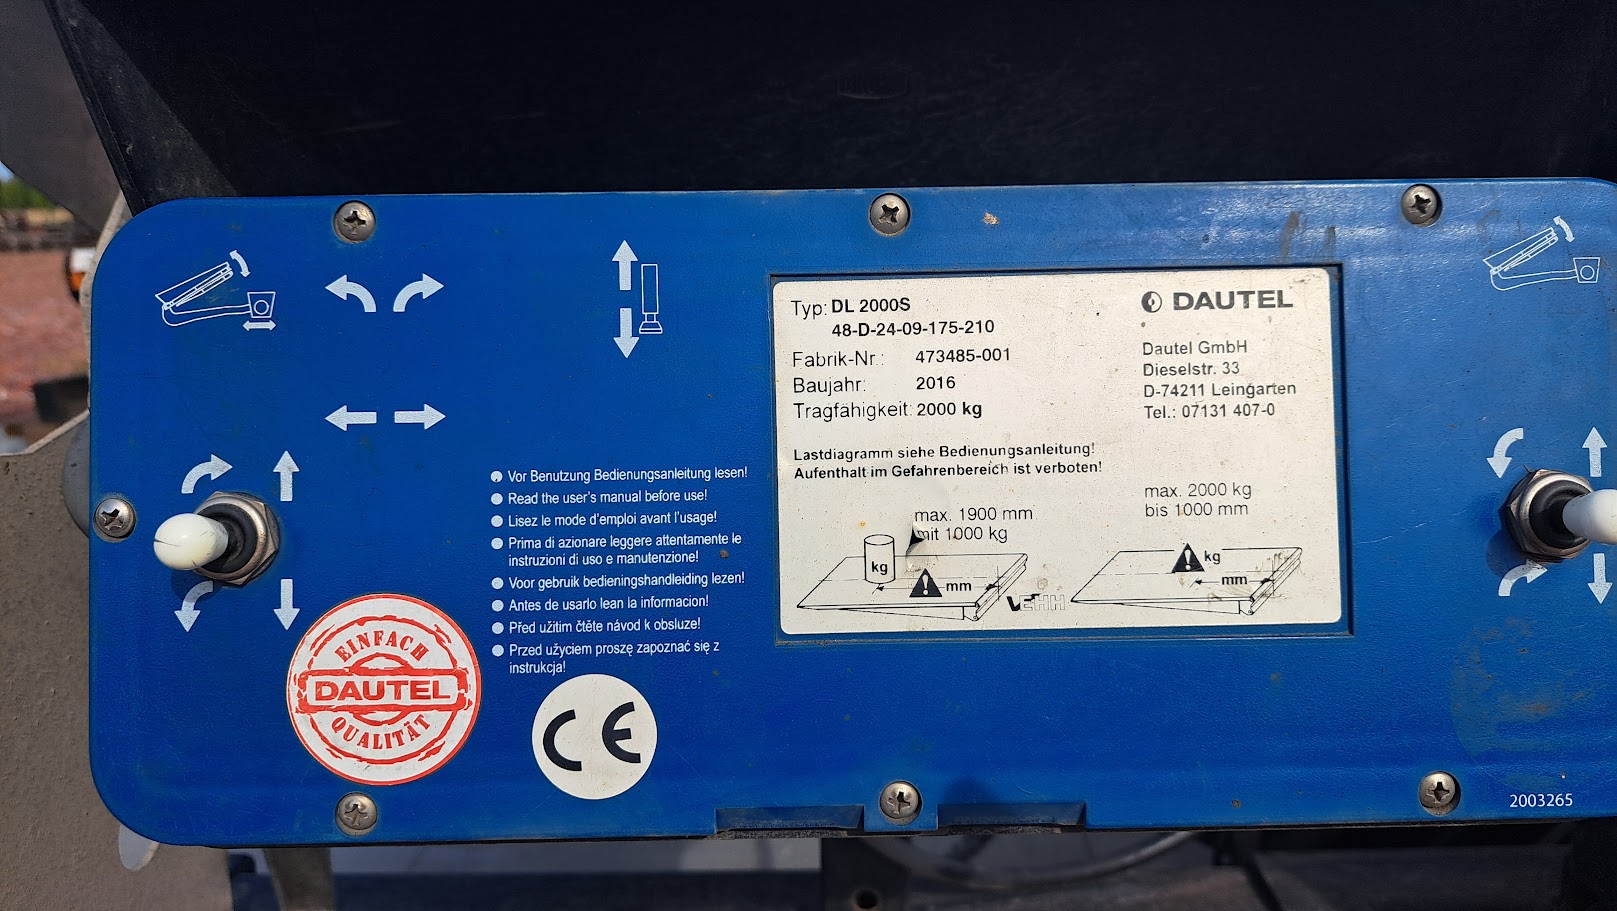 Typ: DL 2000S
48-D-24-09-175-210
Fabrik-Nr.: 473485-001
Baujahr: 2016
Tragfähigkeit: 2000 kg
DAUTEL
Dautel GmbH
Dieselstr. 33
D-74211 Leingarten
Tel.: 07131 407-0
Lastdiagramm siehe Bedienungsanleitung!
Aufenthalt im Gefahrenbereich ist verboten!
max. 1900 mm
mit 1000 kg
kg
mm
max. 2000 kg
bis 1000 mm
kg
mm
Vor Benutzung Bedienungsanleitung lesen!
Read the user's manual before use!
Lisez le mode d'emploi avant l'usage!
Prima di azionare leggere attentamente le
instruzioni di uso e manutenzione!
Voor gebruik bedieningshandleiding lezen!
Antes de usarlo lean la informacion!
Před užitim čtěte návod k obsluze!
Przed użyciem proszę zapoznać się z
instrukcja!
EINFACH
DAUTEL
QUALITÄT
CE
2003265